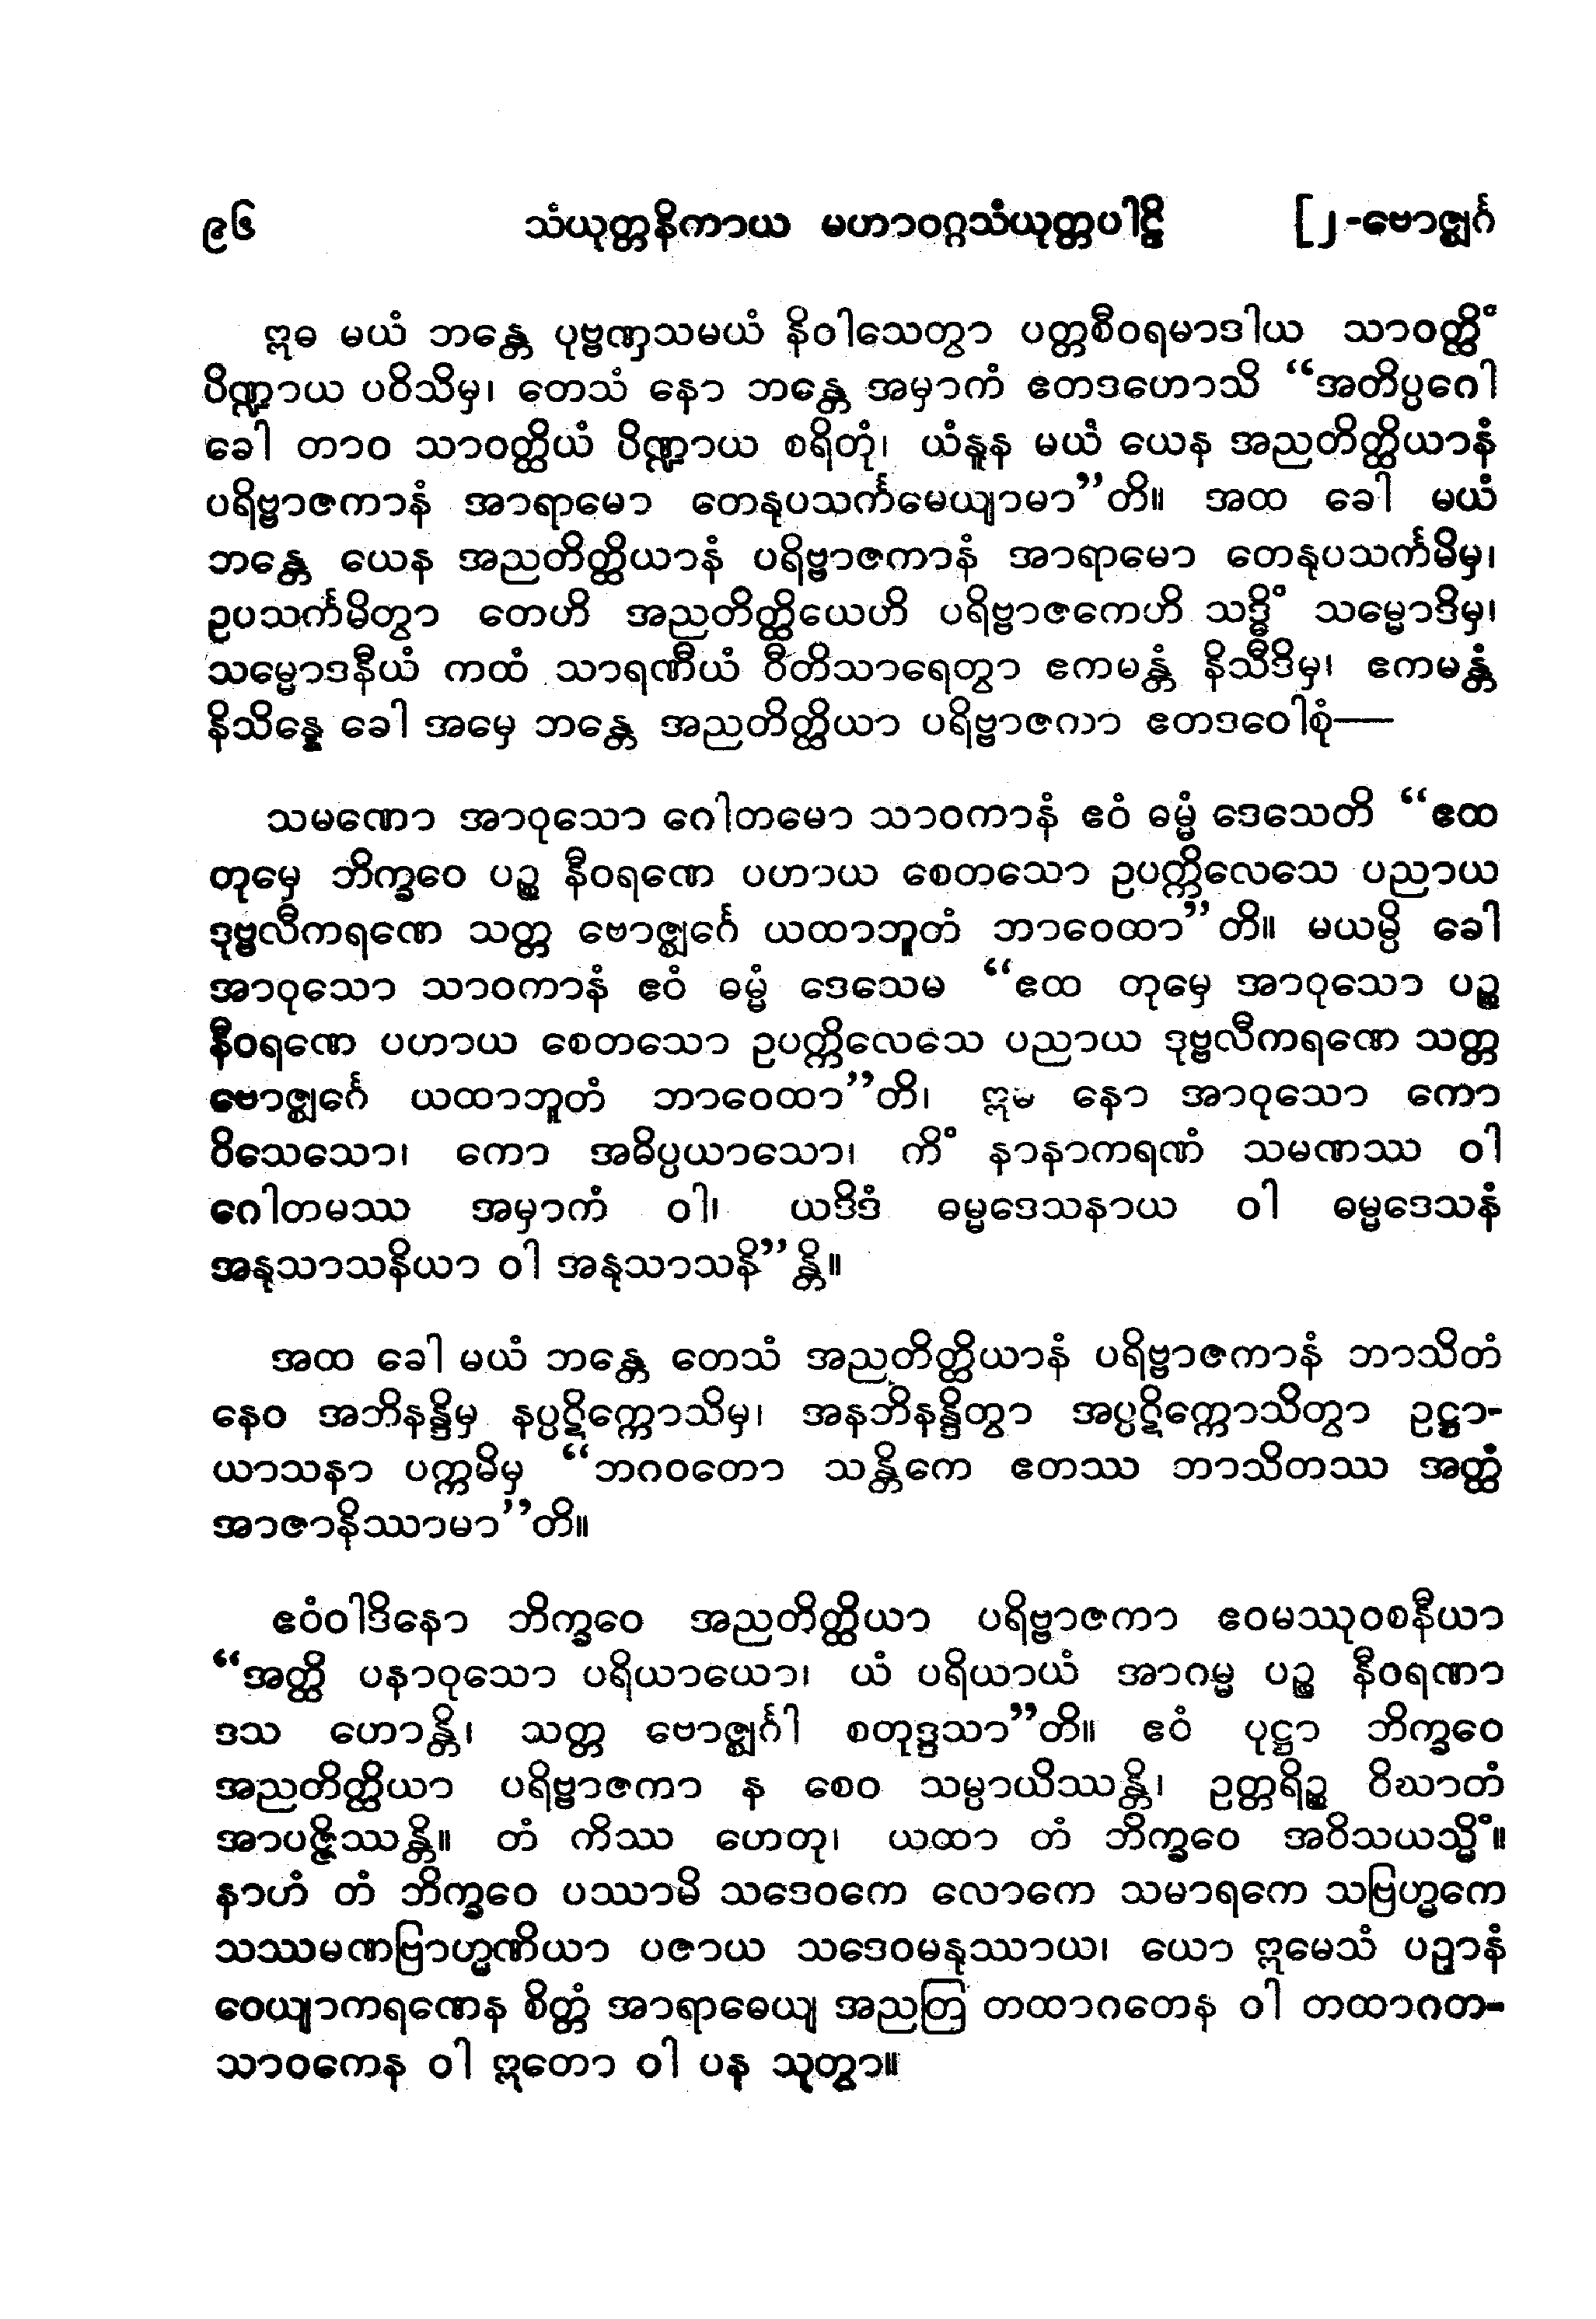 ၉၆ သံယုတ္တနိကာယ မဟာဝဂ္ဂသံယုတ္တပါဠိ [၂-ဗောဇ္ဈင်္ဂ
ဣဓ မယံ ဘန္တေ ပုဗ္ဗဏှသမယံ နိဝါသေတွာ ပတ္တစီဝရမာဒါယ သာဝတ္ထိံ
ပိဏ္ဍာယ ပဝိသိမှ၊ တေသံ နော ဘန္တေ အမှာကံ ဧတဒဟောသိ “အတိပ္ပဂေါ
ခေါ တာဝ သာဝတ္ထိယံ ပိဏ္ဍာယ စရိတုံ၊ ယံနူန မယံ ယေန အညတိတ္ထိယာနံ
ပရိဗ္ဗာဇကာနံ အာရာမော တေနုပသင်္ကမေယျာမာ”တိ။ အထ ခေါ မယံ
ဘန္တေ ယေန အညတိတ္ထိယာနံ ပရိဗ္ဗာဇကာနံ အာရာမော တေနုပသင်္ကမိမှ၊
ဥပသင်္ကမိတွာ တေဟိ အညတိတ္ထိယေဟိ ပရိဗ္ဗာဇကေဟိ သဒ္ဓိံ သမ္မောဒိမှ၊
သမ္မောဒနီယံ ကထံ သာရဏီယံ ဝီတိသာရေတွာ ဧကမန္တံ နိသီဒိမှ၊ ဧကမန္တံ
နိသိန္နေ ခေါ အမှေ ဘန္တေ အညတိတ္ထိယာ ပရိဗ္ဗာဇကာ ဧတဒဝေါစုံ—
သမဏော အာဝုသော ဂေါတမော သာဝကာနံ ဧဝံ ဓမ္မံ ဒေသေတိ “ဧထ
တုမှေ ဘိက္ခဝေ ပဉ္စ နီဝရဏေ ပဟာယ စေတသော ဥပက္ကိလေသေ ပညာယ
ဒုဗ္ဗလီကရဏေ သတ္တ ဗောဇ္ဈင်္ဂေ ယထာဘူတံ ဘာဝေထာ”တိ။ မယမ္ပိ ခေါ
အာဝုသော သာဝကာနံ ဧဝံ ဓမ္မံ ဒေသေမ “ဧထ တုမှေ အာဝုသော ပဉ္စ
နီဝရဏေ ပဟာယ စေတသော ဥပက္ကိလေသေ ပညာယ ဒုဗ္ဗလီကရဏေ သတ္တ
ဗောဇ္ဈင်္ဂေ ယထာဘူတံ ဘာဝေထာ”တိ၊ ဣဓ နော အာဝုသော ကော
ဝိသေသော၊ ကော အဓိပ္ပယာသော၊ ကိံ နာနာကရဏံ သမဏဿ ဝါ
ဂေါတမဿ အမှာကံ ဝါ၊ ယဒိဒံ ဓမ္မဒေသနာယ ဝါ ဓမ္မဒေသနံ
အနုသာသနိယာ ဝါ အနုသာသနိ”န္တိ။
အထ ခေါ မယံ ဘန္တေ တေသံ အညတိတ္ထိယာနံ ပရိဗ္ဗာဇကာနံ ဘာသိတံ
နေဝ အဘိနန္ဒိမှ နပ္ပဋိက္ကောသိမှ၊ အနဘိနန္ဒိတွာ အပ္ပဋိက္ကောသိတွာ ဥဋ္ဌာ-
ယာသနာ ပက္ကမိမှ “ဘဂဝတော သန္တိကေ ဧတဿ ဘာသိတဿ အတ္ထံ
အာဇာနိဿာမာ”တိ။
ဧဝံဝါဒိနော ဘိက္ခဝေ အညတိတ္ထိယာ ပရိဗ္ဗာဇကာ ဧဝမဿုဝစနီယာ
“အတ္ထိ ပနာဝုသော ပရိယာယော၊ ယံ ပရိယာယံ အာဂမ္မ ပဉ္စ နီဝရဏာ
ဒသ ဟောန္တိ၊ သတ္တ ဗောဇ္ဈင်္ဂါ စတုဒ္ဒသာ”တိ။ ဧဝံ ပုဋ္ဌာ ဘိက္ခဝေ
အညတိတ္ထိယာ ပရိဗ္ဗာဇကာ န စေဝ သမ္ပာယိဿန္တိ၊ ဥတ္တရိဉ္စ ဝိဃာတံ
အာပဇ္ဇိဿန္တိ။ တံ ကိဿ ဟေတု၊ ယထာ တံ ဘိက္ခဝေ အဝိသယသ္မိံ။
နာဟံ တံ ဘိက္ခဝေ ပဿာမိ သဒေဝကေ လောကေ သမာရကေ သဗြဟ္မကေ
သဿမဏဗြာဟ္မဏိယာ ပဇာယ သဒေဝမနုဿာယ၊ ယော ဣမေသံ ပဉှာနံ
ဝေယျာကရဏေန စိတ္တံ အာရာဓေယျ အညတြ တထာဂတေန ဝါ တထာဂတ-
သာဝကေန ဝါ ဣတော ဝါ ပန သုတွာ။